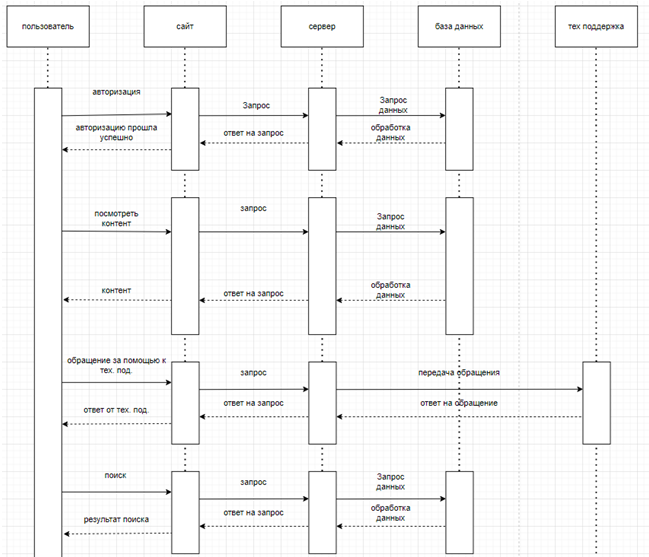 пользователь
сайт
сервер
база данных
тех поддержка
авторизация
Запрос
Запрос
данных
авторизацию прошла
успешно
ответ на запрос
обработка
данных
посмотреть
контент
запрос
Запрос
данных
контент
ответ на запрос
обработка
данных
обращение за помощью к
тех. под.
запрос
передача обращения
ответ от тех. под.
ответ на запрос
ответ на обращение
поиск
запрос
Запрос
данных
результат поиска
ответ на запрос
обработка
данных